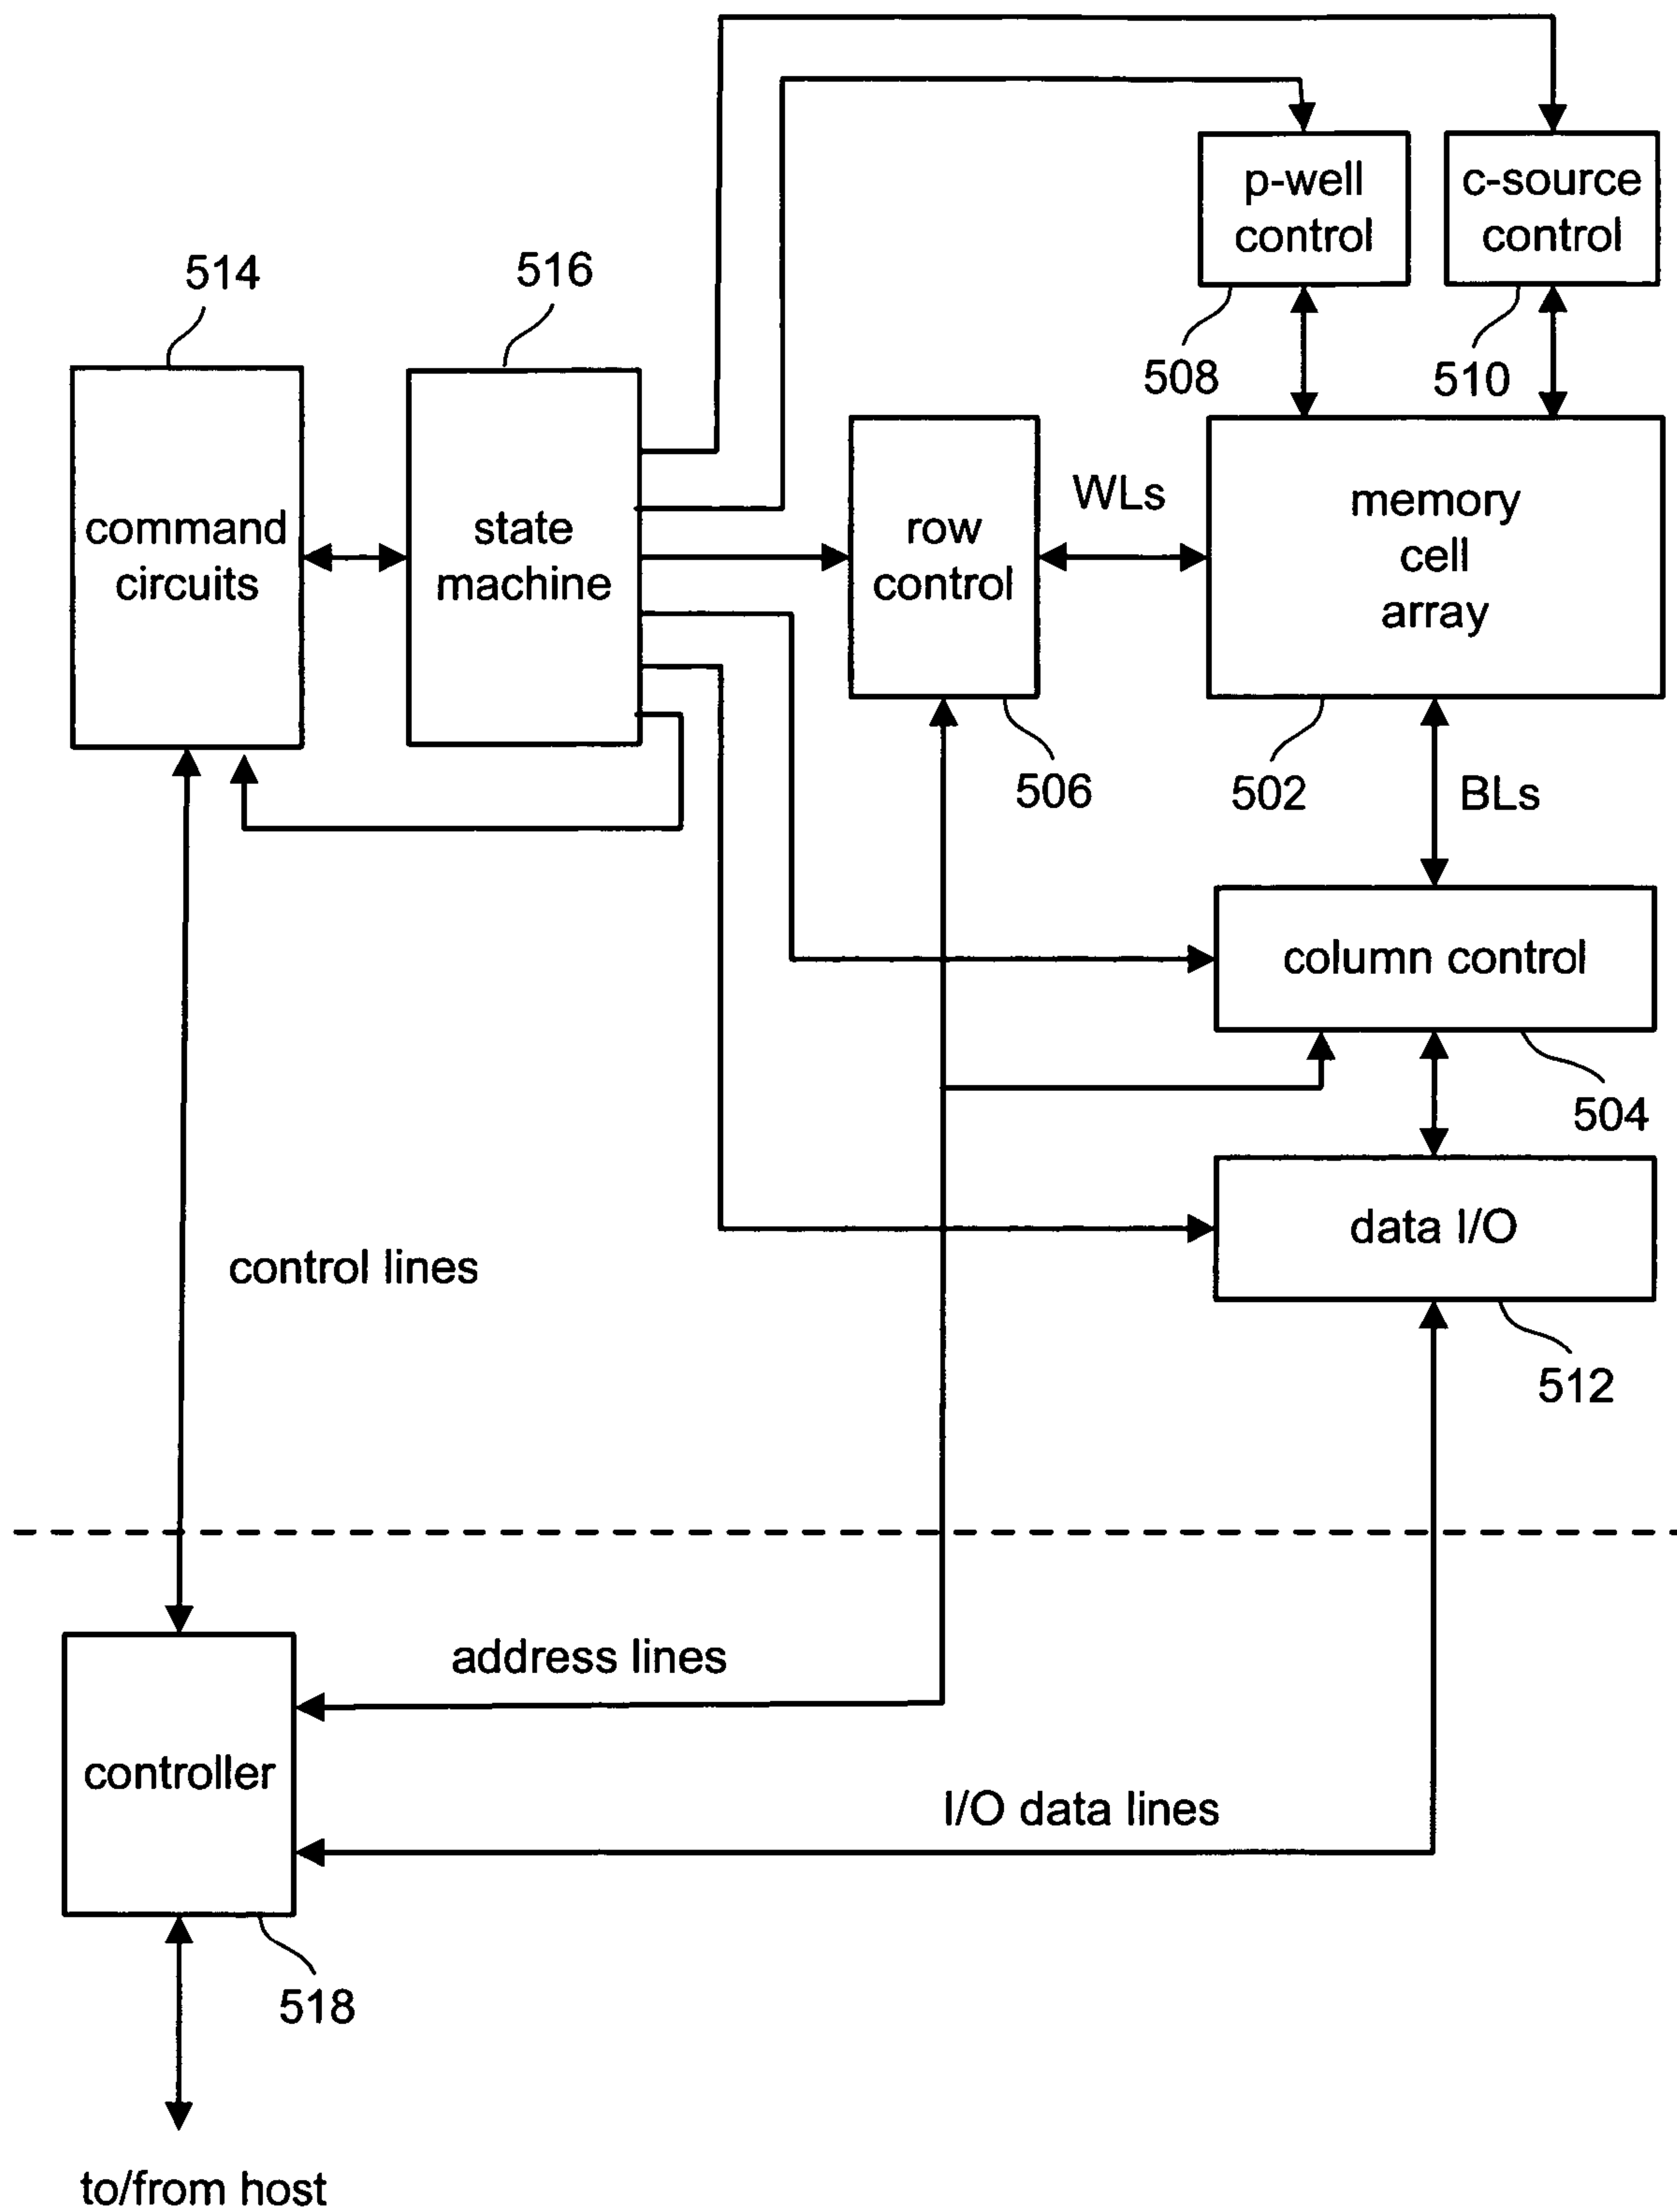 p-well
control
c-source
control
514
516
508
510
command
circuits
state
machine
row
control
WLs
memory
cell
array
506
502
BLs
column control
504
data I/O
control lines
512
address lines
controller
I/O data lines
518
to/from host